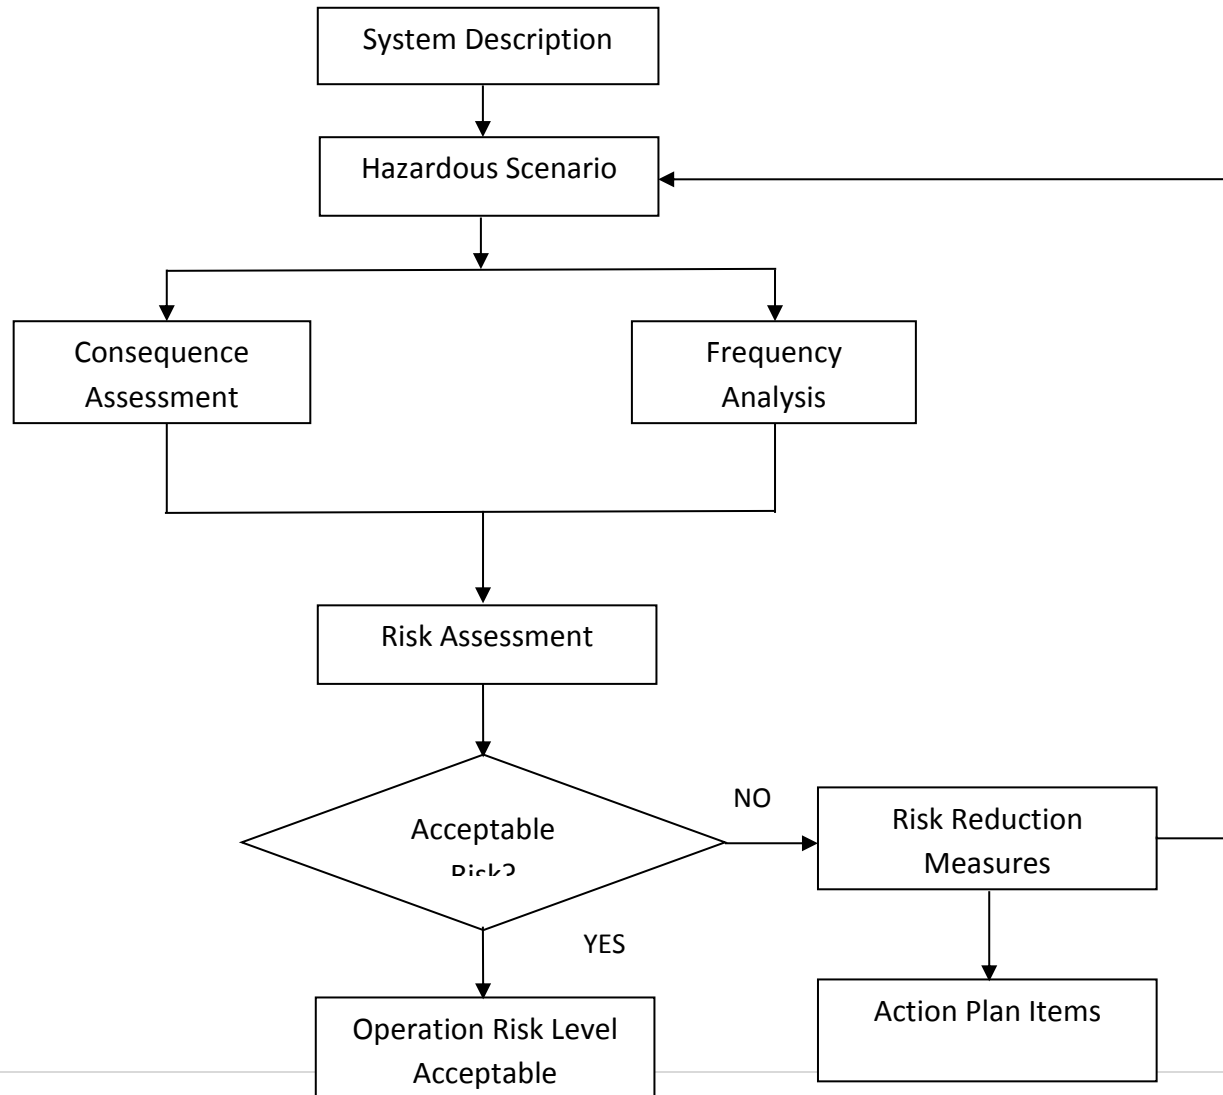 System Description
Hazardous Scenario
Consequence
Assessment
Frequency
Analysis
Risk Assessment
Acceptable
Risk?
NO
Risk Reduction
Measures
YES
Action Plan Items
Operation Risk Level
Acceptable